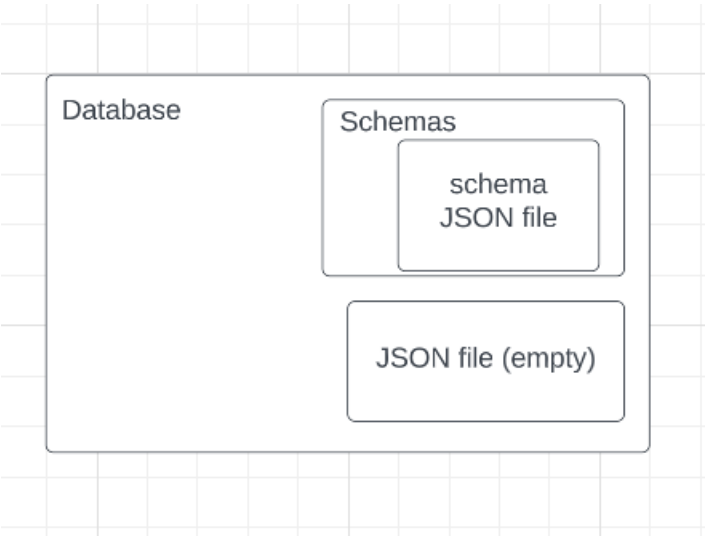 Database
Schemas
schema
JSON file
JSON file (empty)